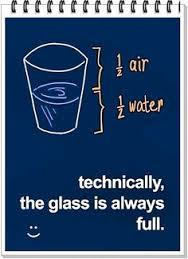 ½ air
½ water
technically,
the glass is always
full.